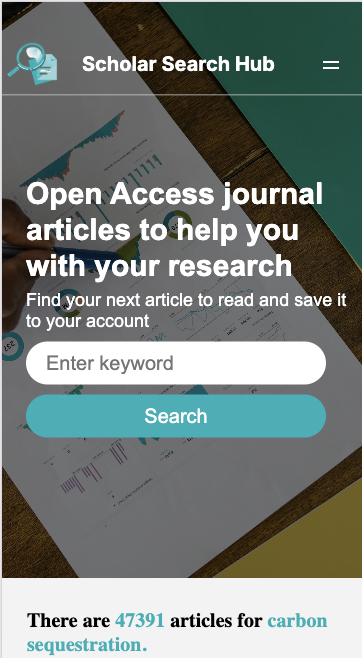 Scholar Search Hub
Open Access journal
articles to help you
with your research
Find your next article to read and save it
to your account
Enter keyword
Search
There are 47391 articles for carbon
sequestration.